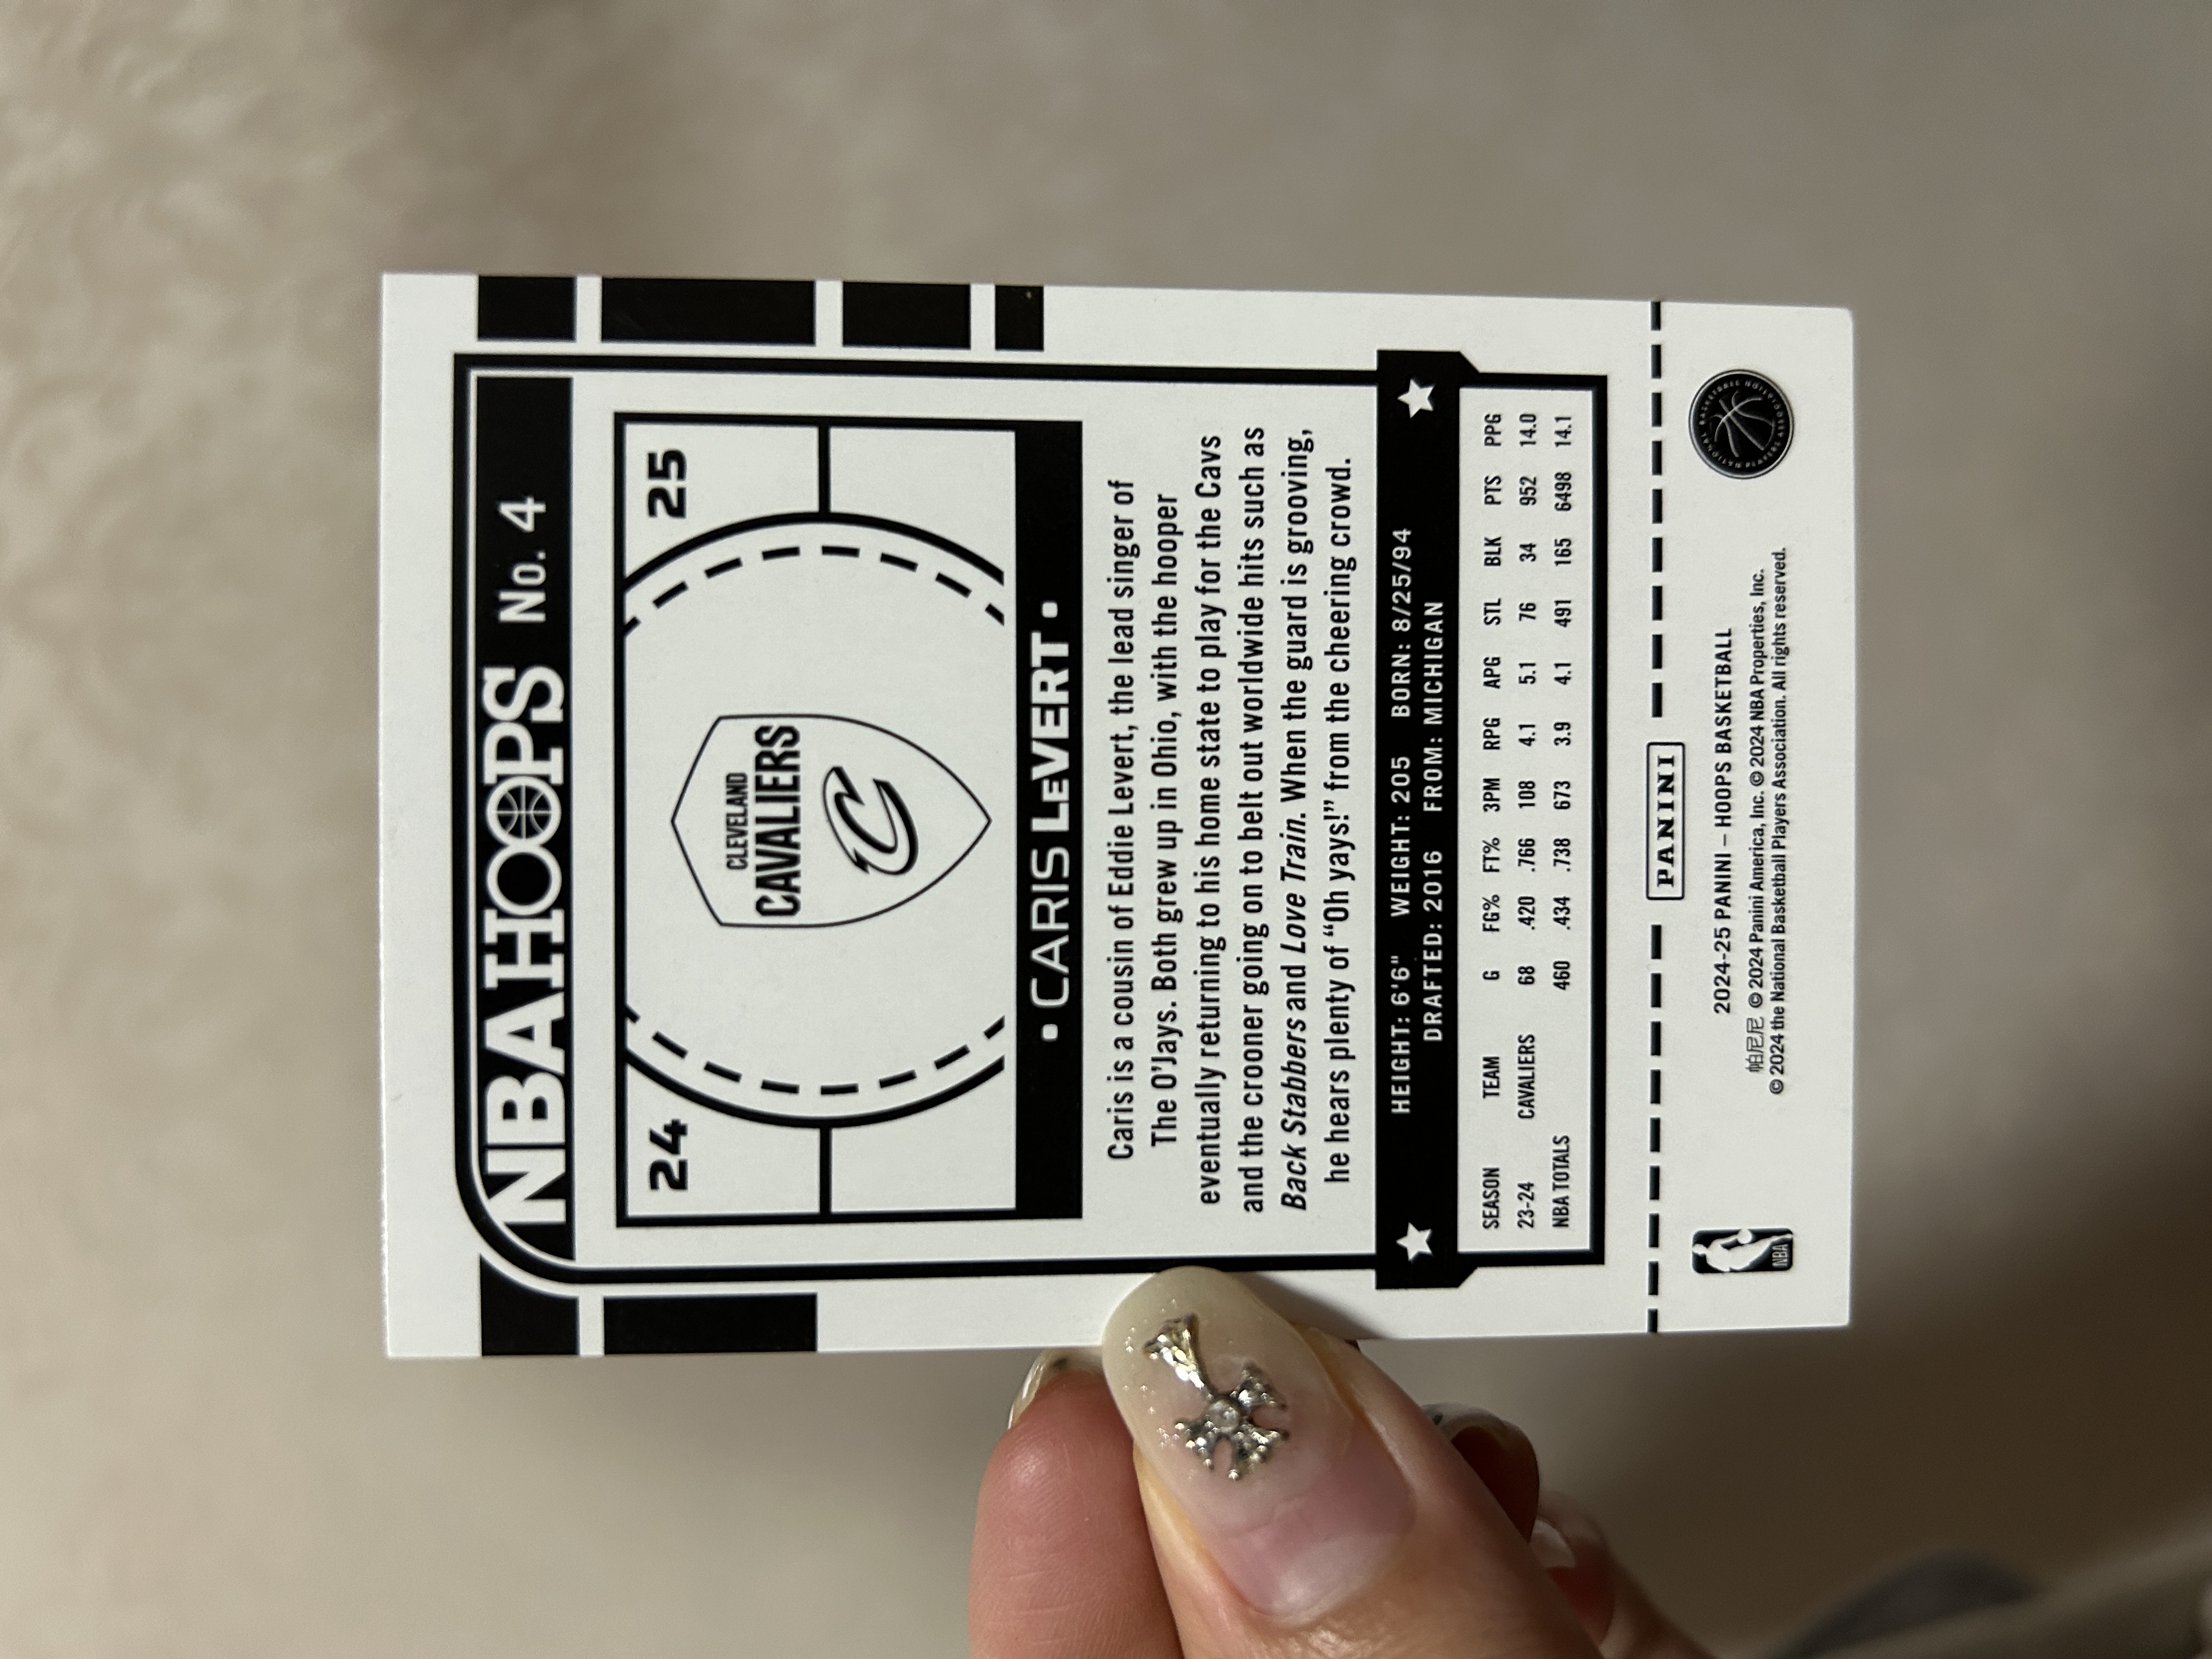 NBA HOOPS No. 4
24 25
CLEVELAND
CAVALIERS
C
• CARIS LEVERT •
Caris is a cousin of Eddie Levert, the lead singer of
The O'Jays. Both grew up in Ohio, with the hooper
eventually returning to his home state to play for the Cavs
and the crooner going on to belt out worldwide hits such as
Back Stabbers and Love Train. When the guard is grooving,
he hears plenty of “Oh yays!” from the cheering crowd.
HEIGHT: 6'6" WEIGHT: 205 BORN: 8/25/94
DRAFTED: 2016 FROM: MICHIGAN
SEASON TEAM G FG% FT% 3PM RPG APG STL BLK PTS PPG
23-24 CAVALIERS 68 .420 .766 108 4.1 5.1 76 34 952 14.0
NBA TOTALS 460 .434 .738 673 3.9 4.1 491 165 6498 14.1
PANINI
NBA
2024-25 PANINI – HOOPS BASKETBALL
帕尼尼 © 2024 Panini America, Inc. © 2024 NBA Properties, Inc.
© 2024 the National Basketball Players Association. All rights reserved.
NATIONAL BASKETBALL PLAYERS ASSOCIATION